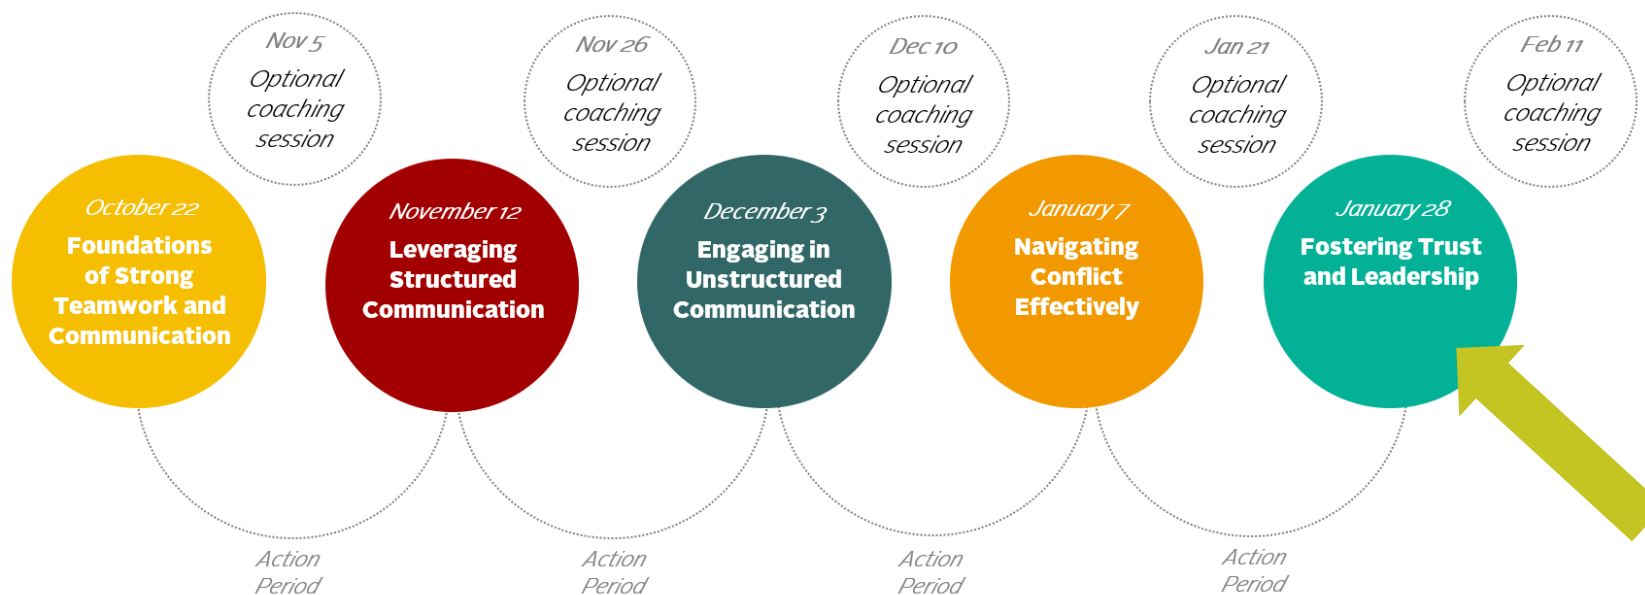 Nov 5
Optional
coaching
session
Nov 26
Optional
coaching
session
Dec 10
Optional
coaching
session
Jan 21
Optional
coaching
session
Feb 11
Optional
coaching
session
October 22
Foundations
of Strong
Teamwork and
Communication
November 12
Leveraging
Structured
Communication
December 3
Engaging in
Unstructured
Communication
January 7
Navigating
Conflict
Effectively
January 28
Fostering Trust
and Leadership
Action
Period
Action
Period
Action
Period
Action
Period